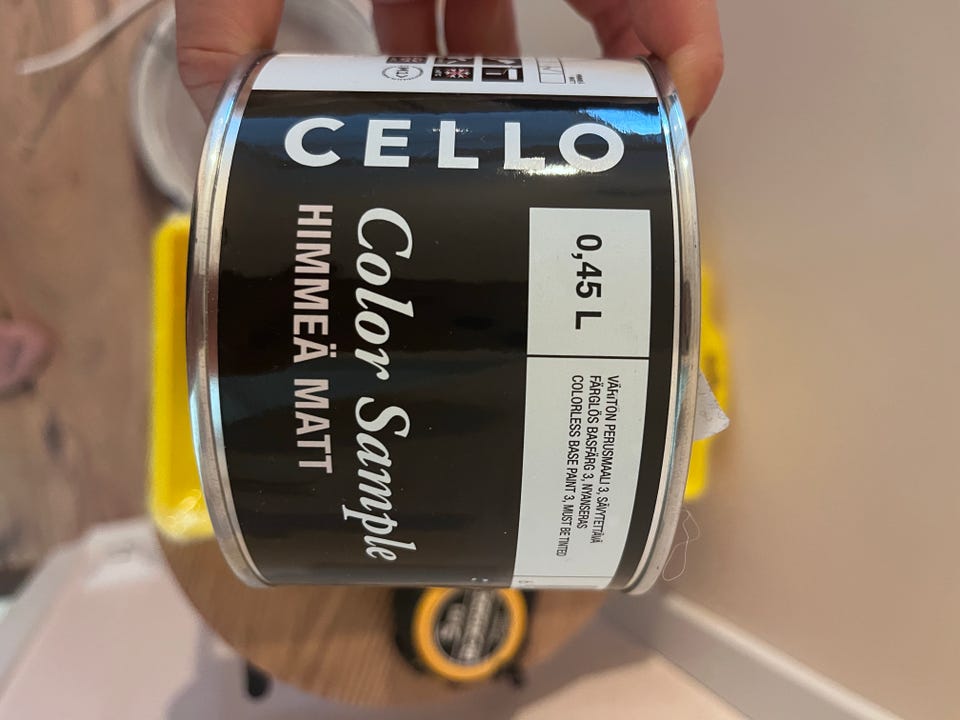 CELLO
Color Sample
HIMMEÄ MATT
0,45 L
VÄRITÖN PERUSMAALI 3, SÄVYTETTÄVÄ
FÄRGLÖS BASFÄRG 3, NYANSERAS
COLORLESS BASE PAINT 3, MUST BE TINTED